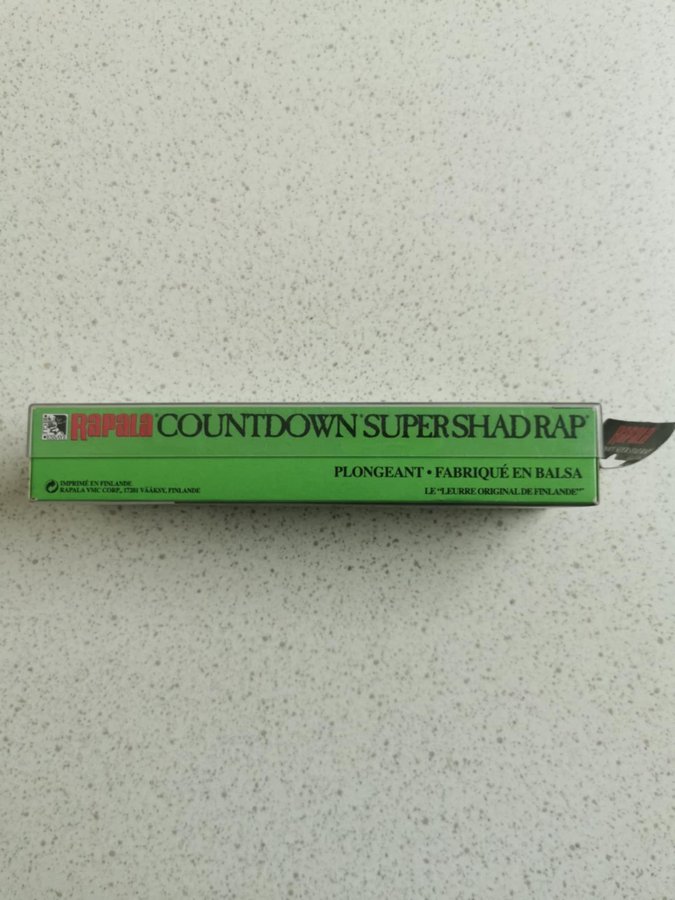 RAPALA® COUNTDOWN® SUPER SHAD RAP®
PLONGEANT • FABRIQUÉ EN BALSA
LE "LEURRE ORIGINAL DE FINLANDE"
IMPRIMÉ EN FINLANDE
RAPALA VMC CORP., 17201 VÄÄKSY, FINLANDE
RAPALA